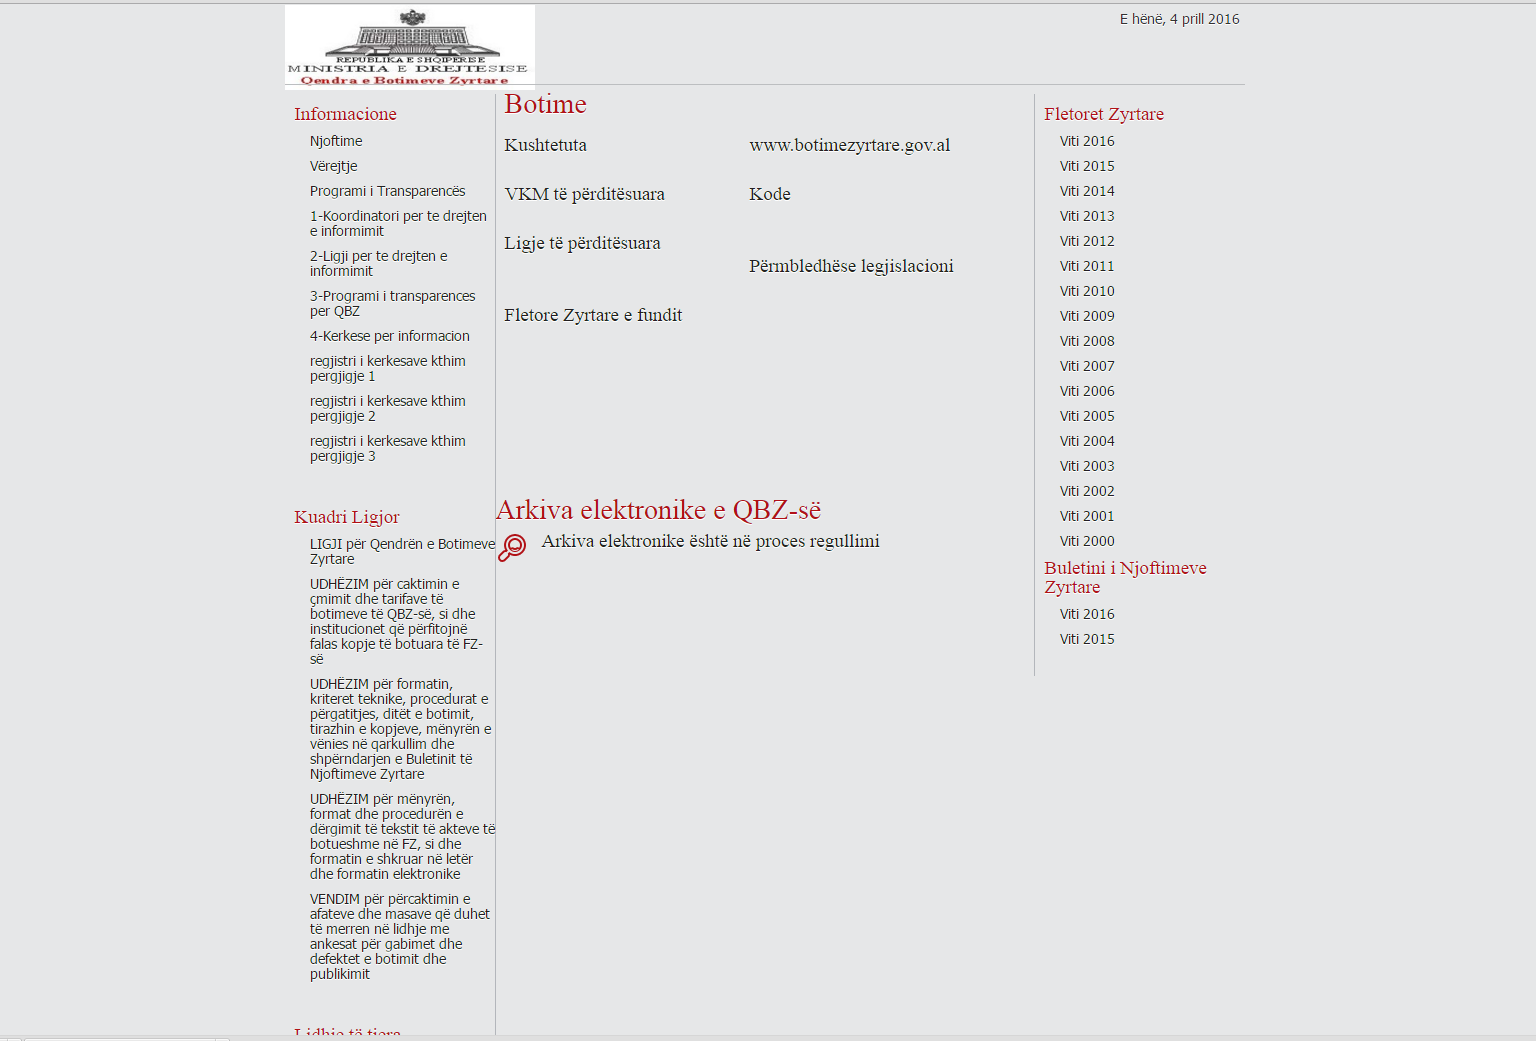 REPUBLIKA E SHQIPERISE
MINISTRIA E DREJTESISE
Qendra e Botimeve Zyrtare
E hënë, 4 prill 2016
Informacione
Njoftime
Vërejtje
Programi i Transparencës
1-Koordinatori per te drejten
e informimit
2-Ligji per te drejten e
informimit
3-Programi i transparences
per QBZ
4-Kerkese per informacion
regjistri i kerkesave kthim
pergjigje 1
regjistri i kerkesave kthim
pergjigje 2
regjistri i kerkesave kthim
pergjigje 3
Kuadri Ligjor
LIGJI për Qendrën e Botimeve
Zyrtare
UDHËZIM për caktimin e
çmimit dhe tarifave të
botimeve të QBZ-së, si dhe
institucionet që përfitojnë
falas kopje të botuara të FZ-
së
UDHËZIM për formatin,
kriteret teknike, procedurat e
përgatitjes, ditët e botimit,
tirazhin e kopjeve, mënyrën e
vënies në qarkullim dhe
shpërndarjen e Buletinit të
Njoftimeve Zyrtare
UDHËZIM për mënyrën,
format dhe procedurën e
dërgimit të tekstit të akteve të
botueshme në FZ, si dhe
formatin e shkruar në letër
dhe formatin elektronike
VENDIM për përcaktimin e
afateve dhe masave që duhet
të merren në lidhje me
ankesat për gabimet dhe
defektet e botimit dhe
publikimit
Lidhje të tjera
Botime
Kushtetuta
www.botimezyrtare.gov.al
VKM të përditësuara
Kode
Ligje të përditësuara
Përmbledhëse legjislacioni
Fletore Zyrtare e fundit
Arkiva elektronike e QBZ-së
Arkiva elektronike është në proces regullimi
Fletoret Zyrtare
Viti 2016
Viti 2015
Viti 2014
Viti 2013
Viti 2012
Viti 2011
Viti 2010
Viti 2009
Viti 2008
Viti 2007
Viti 2006
Viti 2005
Viti 2004
Viti 2003
Viti 2002
Viti 2001
Viti 2000
Buletini i Njoftimeve
Zyrtare
Viti 2016
Viti 2015